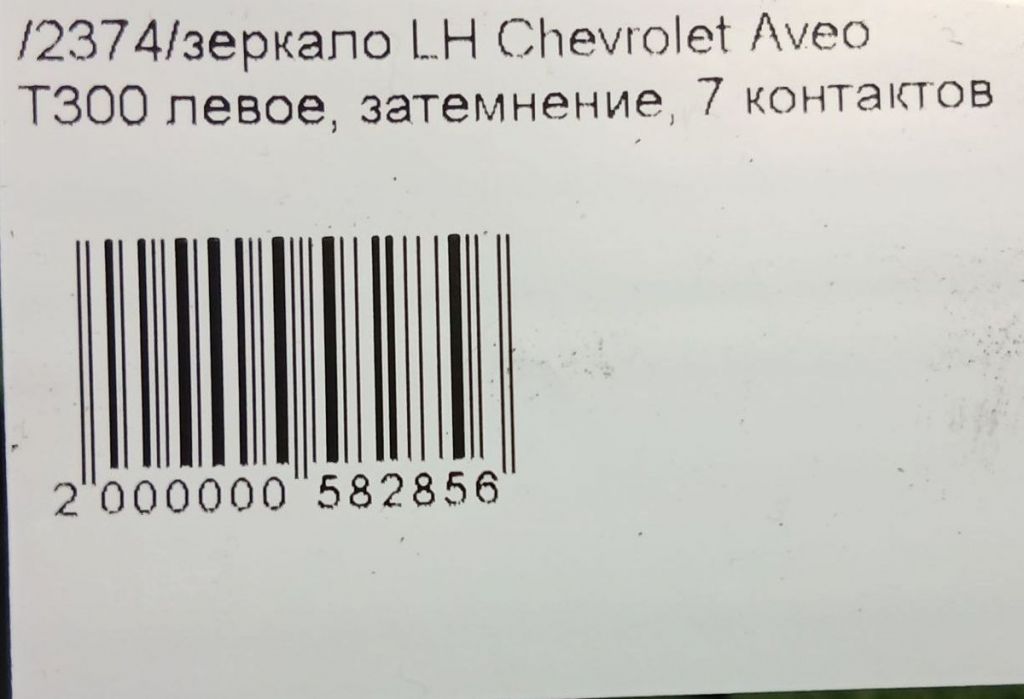 /2374/зеркало LH Chevrolet Aveo
T300 левое, затемнение, 7 контактов
2 000000 582856